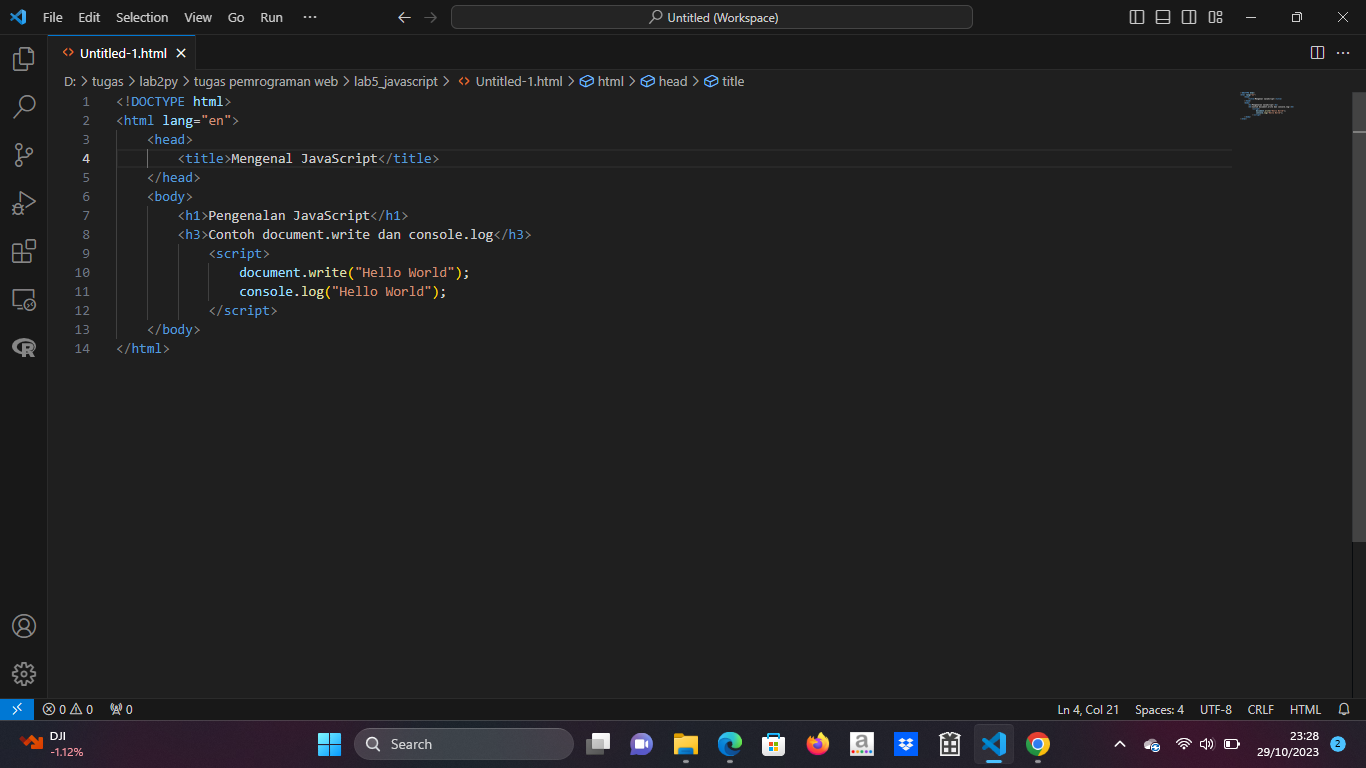 File Edit Selection View Go Run ··· Untitled (Workspace)
Untitled-1.html
D: > tugas > lab2py > tugas pemrograman web > lab5_javascript > Untitled-1.html > html > head > title
1 <!DOCTYPE html>
2 <html lang="en">
3 <head>
4 <title>Mengenal JavaScript</title>
5 </head>
6 <body>
7 <h1>Pengenalan JavaScript</h1>
8 <h3>Contoh document.write dan console.log</h3>
9 <script>
10 document.write("Hello World");
11 console.log("Hello World");
12 </script>
13 </body>
14 </html>
0 0 0 Ln 4, Col 21 Spaces: 4 UTF-8 CRLF HTML
DJI
-1.12%
Search
23:28
29/10/2023
2